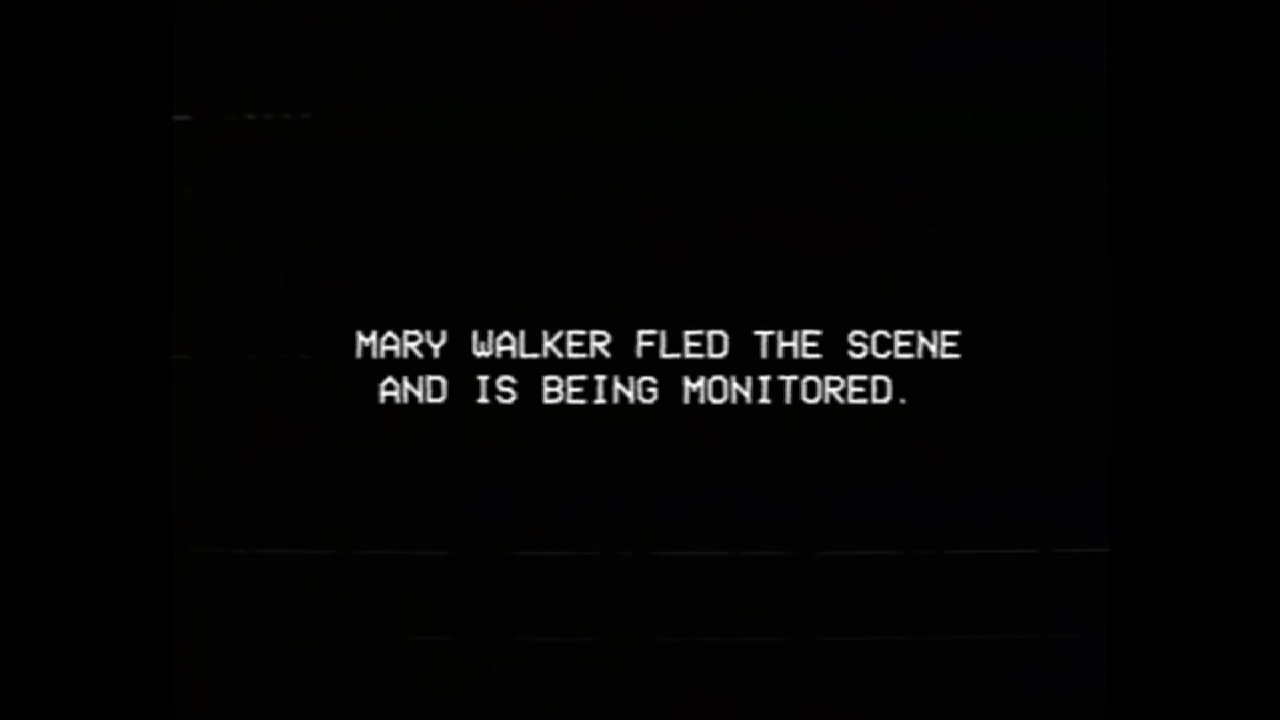 MARY WALKER FLED THE SCENE
AND IS BEING MONITORED.